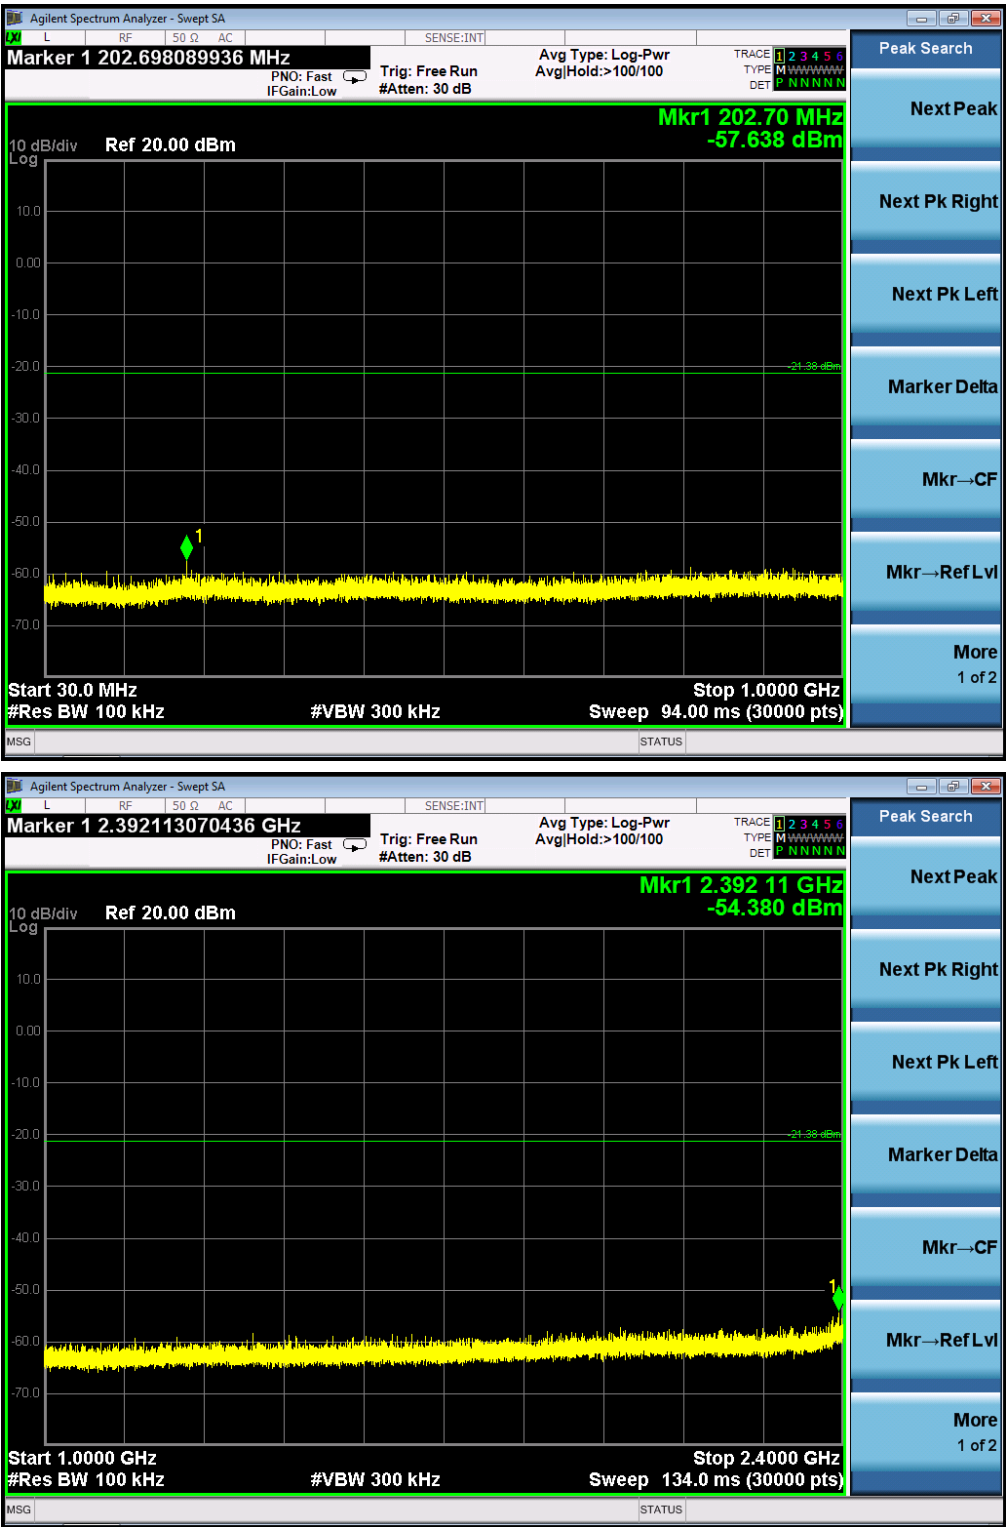 Agilent Spectrum Analyzer - Swept SA
LXI L RF 50 Ω AC SENSE:INT
Marker 1 202.698089936 MHz
PNO: Fast
IFGain:Low
Trig: Free Run
#Atten: 30 dB
Avg Type: Log-Pwr
Avg|Hold:>100/100
TRACE 1 2 3 4 5 6
TYPE M WWWWW
DET P N N N N N
Peak Search
Next Peak
Next Pk Right
Next Pk Left
Marker Delta
Mkr→CF
Mkr→Ref Lvl
More
1 of 2
Mkr1 202.70 MHz
-57.638 dBm
10 dB/div Ref 20.00 dBm
Log
10.0
0.00
-10.0
-20.0
-21.38 dBm
-30.0
-40.0
-50.0
1
-60.0
-70.0
Start 30.0 MHz Stop 1.0000 GHz
#Res BW 100 kHz #VBW 300 kHz Sweep 94.00 ms (30000 pts)
MSG STATUS
Agilent Spectrum Analyzer - Swept SA
LXI L RF 50 Ω AC SENSE:INT
Marker 1 2.392113070436 GHz
PNO: Fast
IFGain:Low
Trig: Free Run
#Atten: 30 dB
Avg Type: Log-Pwr
Avg|Hold:>100/100
TRACE 1 2 3 4 5 6
TYPE M WWWWW
DET P N N N N N
Peak Search
Next Peak
Next Pk Right
Next Pk Left
Marker Delta
Mkr→CF
Mkr→Ref Lvl
More
1 of 2
Mkr1 2.392 11 GHz
-54.380 dBm
10 dB/div Ref 20.00 dBm
Log
10.0
0.00
-10.0
-20.0
-21.38 dBm
-30.0
-40.0
-50.0
1
-60.0
-70.0
Start 1.0000 GHz Stop 2.4000 GHz
#Res BW 100 kHz #VBW 300 kHz Sweep 134.0 ms (30000 pts)
MSG STATUS